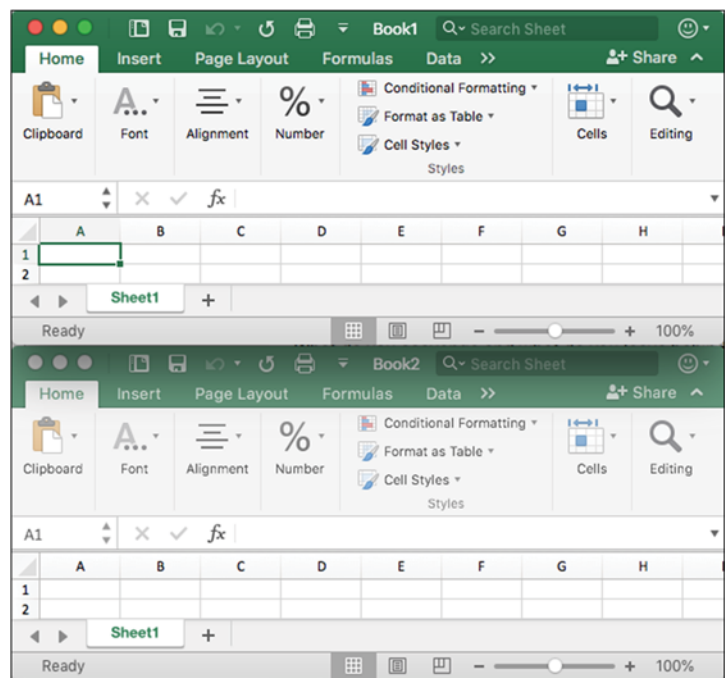 Book1 Search Sheet
Home Insert Page Layout Formulas Data >> Share
Conditional Formatting
Format as Table
Cell Styles
Clipboard Font Alignment Number Cells Editing
Styles
A1 fx
A B C D E F G H
1
2
Sheet1 +
Ready 100%
Book2 Search Sheet
Home Insert Page Layout Formulas Data >> Share
Conditional Formatting
Format as Table
Cell Styles
Clipboard Font Alignment Number Cells Editing
Styles
A1 fx
A B C D E F G H
1
2
Sheet1 +
Ready 100%